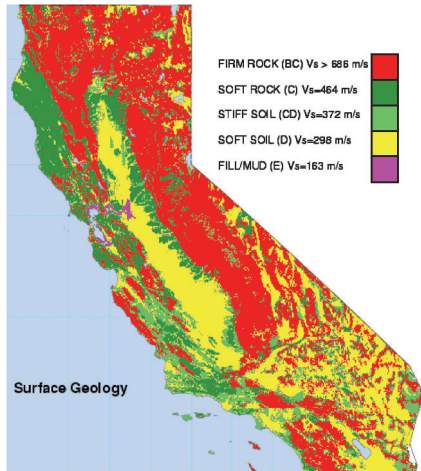 FIRM ROCK (BC) Vs > 686 m/s
SOFT ROCK (C) Vs=464 m/s
STIFF SOIL (CD) Vs=372 m/s
SOFT SOIL (D) Vs=298 m/s
FILL/MUD (E) Vs=163 m/s
Surface Geology